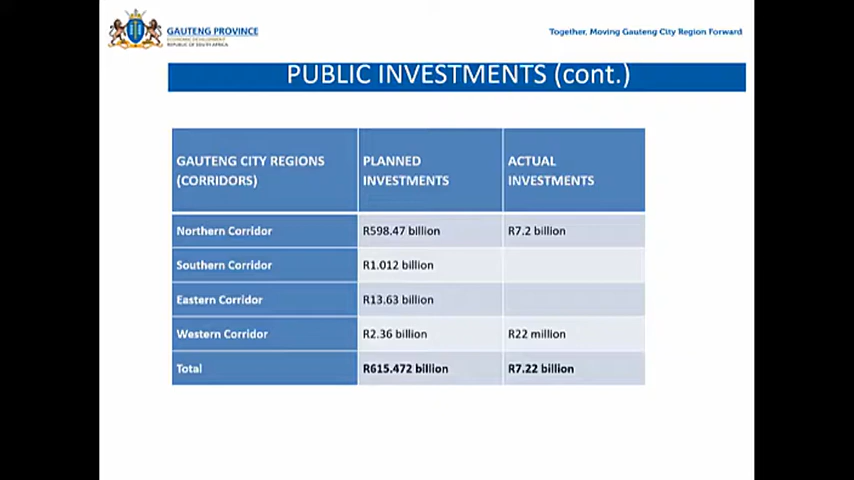 GAUTENG PROVINCE
ECONOMIC DEVELOPMENT
REPUBLIC OF SOUTH AFRICA
Together, Moving Gauteng City Region Forward
PUBLIC INVESTMENTS (cont.)
GAUTENG CITY REGIONS (CORRIDORS)
PLANNED INVESTMENTS
ACTUAL INVESTMENTS
Northern Corridor R598.47 billion R7.2 billion
Southern Corridor R1.012 billion
Eastern Corridor R13.63 billion
Western Corridor R2.36 billion R22 million
Total R615.472 billion R7.22 billion